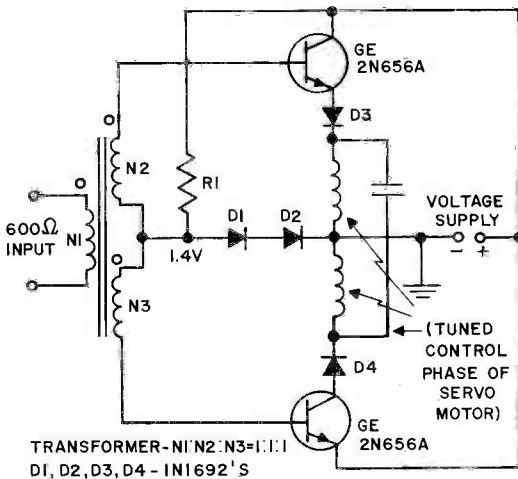 GE
2N656A
D3
N2
R1
D1
D2
VOLTAGE
SUPPLY
- +
600Ω
INPUT
N1
1.4V
N3
(TUNED
CONTROL
PHASE OF
SERVO
MOTOR)
D4
GE
2N656A
TRANSFORMER-N1:N2:N3=1:1:1
D1, D2, D3, D4 - 1N1692'S